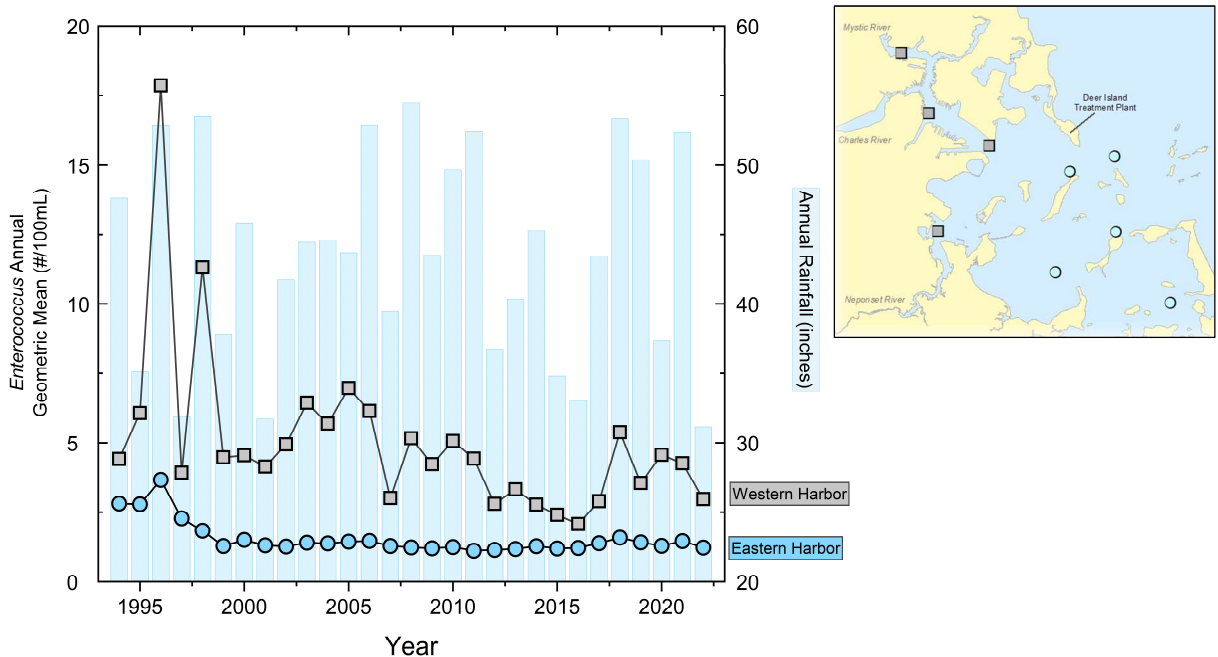 20
15
10
5
0
Enterococcus Annual
Geometric Mean (#/100mL)
1995
2000
2005
2010
2015
2020
Year
60
50
40
30
20
Annual Rainfall (inches)
Western Harbor
Eastern Harbor
Mystic River
Deer Island
Treatment Plant
Charles River
Neponset River